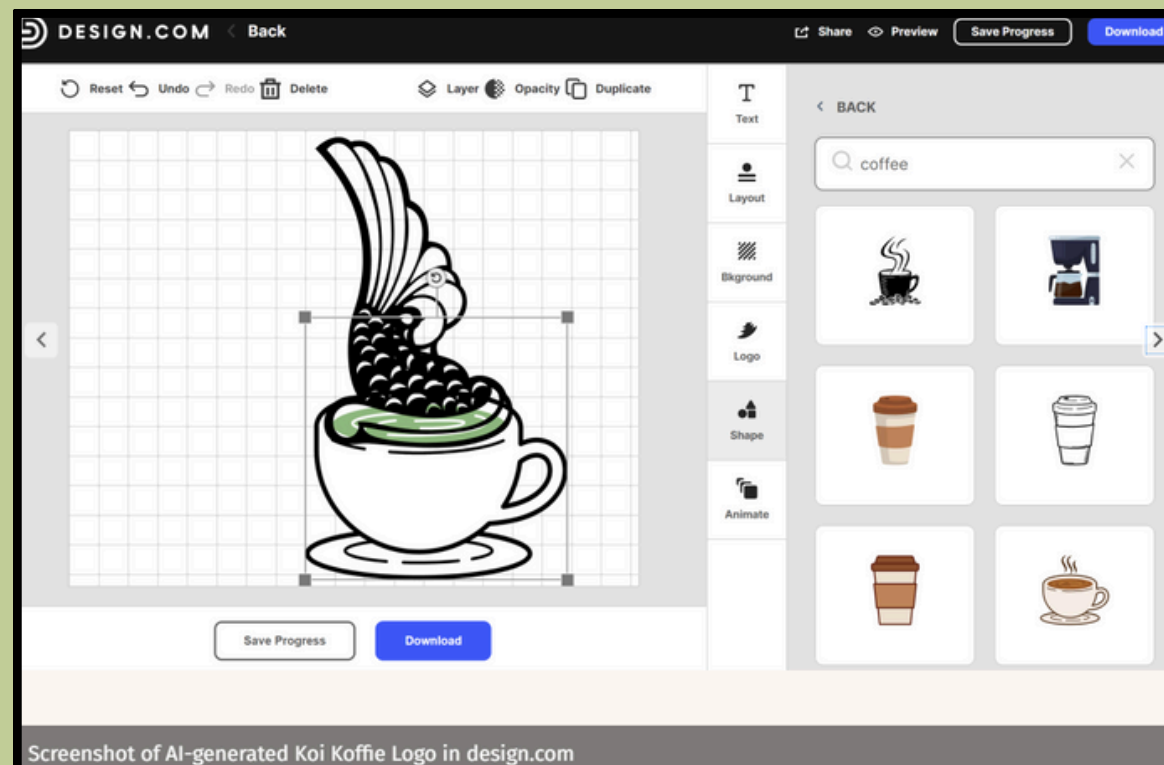 DESIGN.COM
Back
Share
Preview
Save Progress
Download
Reset
Undo
Redo
Delete
Layer
Opacity
Duplicate
Text
Layout
Bkground
Logo
Shape
Animate
BACK
coffee
Save Progress
Download
Screenshot of AI-generated Koi Koffie Logo in design.com